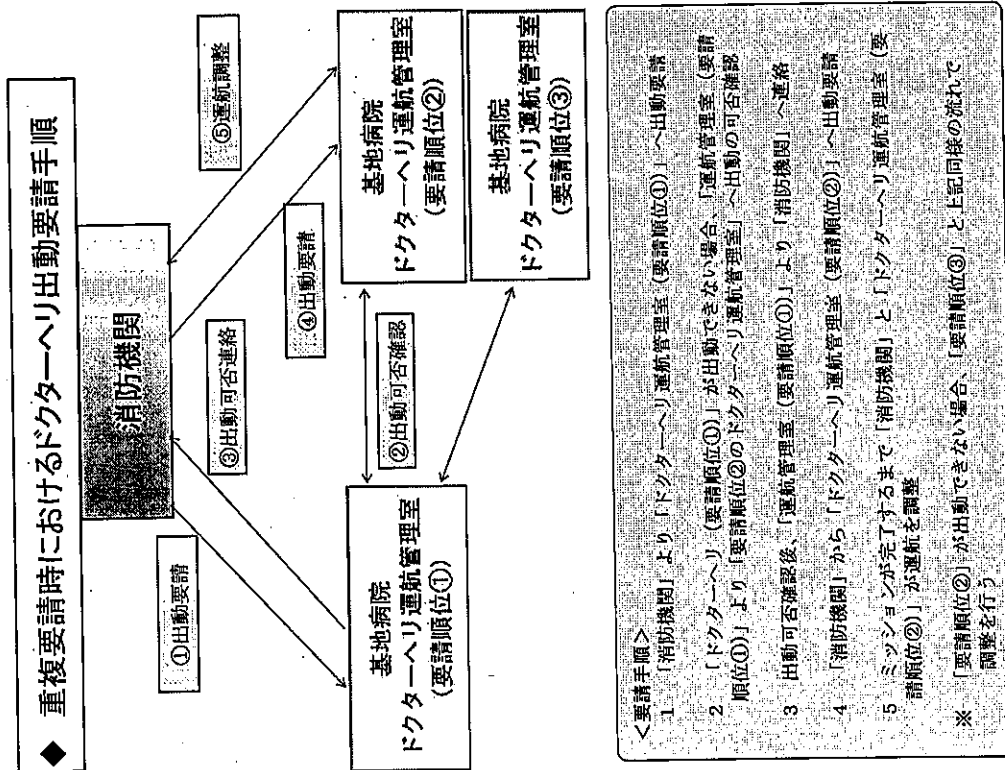 ◆ 重複要請時におけるドクターヘリ出動要請手順
消防機関
①出動要請
③出動可否連絡
④出動要請
⑤運航調整
基地病院
ドクターヘリ運航管理室
(要請順位①)
②出動可否確認
基地病院
ドクターヘリ運航管理室
(要請順位②)
基地病院
ドクターヘリ運航管理室
(要請順位③)
<要請手順>
1 「消防機関」より「ドクターヘリ運航管理室(要請順位①)」へ出動要請
2 「ドクターヘリ(要請順位①)」が出動できない場合、「運航管理室(要請
順位①)」より「要請順位②のドクターヘリ運航管理室」へ出動の可否確認
3 出動可否確認後、「運航管理室(要請順位①)」より「消防機関」へ連絡
4 「消防機関」から「ドクターヘリ運航管理室(要請順位②)」へ出動要請
5 ミッションが完了するまで「消防機関」と「ドクターヘリ運航管理室(要
請順位②)」が運航を調整
※ 「要請順位②」が出動できない場合、「要請順位③」と上記同様の流れで
調整を行う